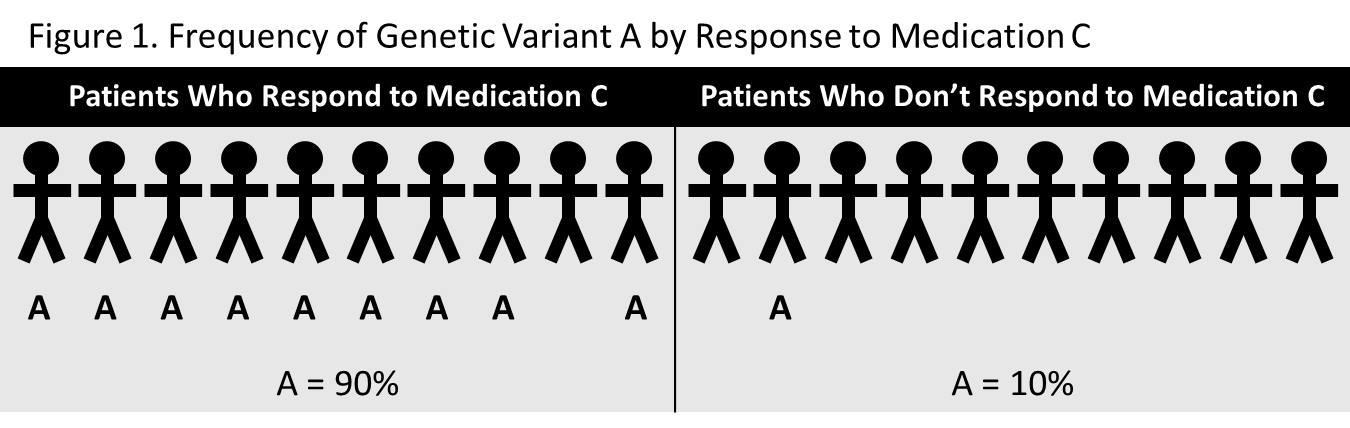 Figure 1. Frequency of Genetic Variant A by Response to Medication C
Patients Who Respond to Medication C
Patients Who Don’t Respond to Medication C
A A A A A A A A A
A
A = 90%
A = 10%